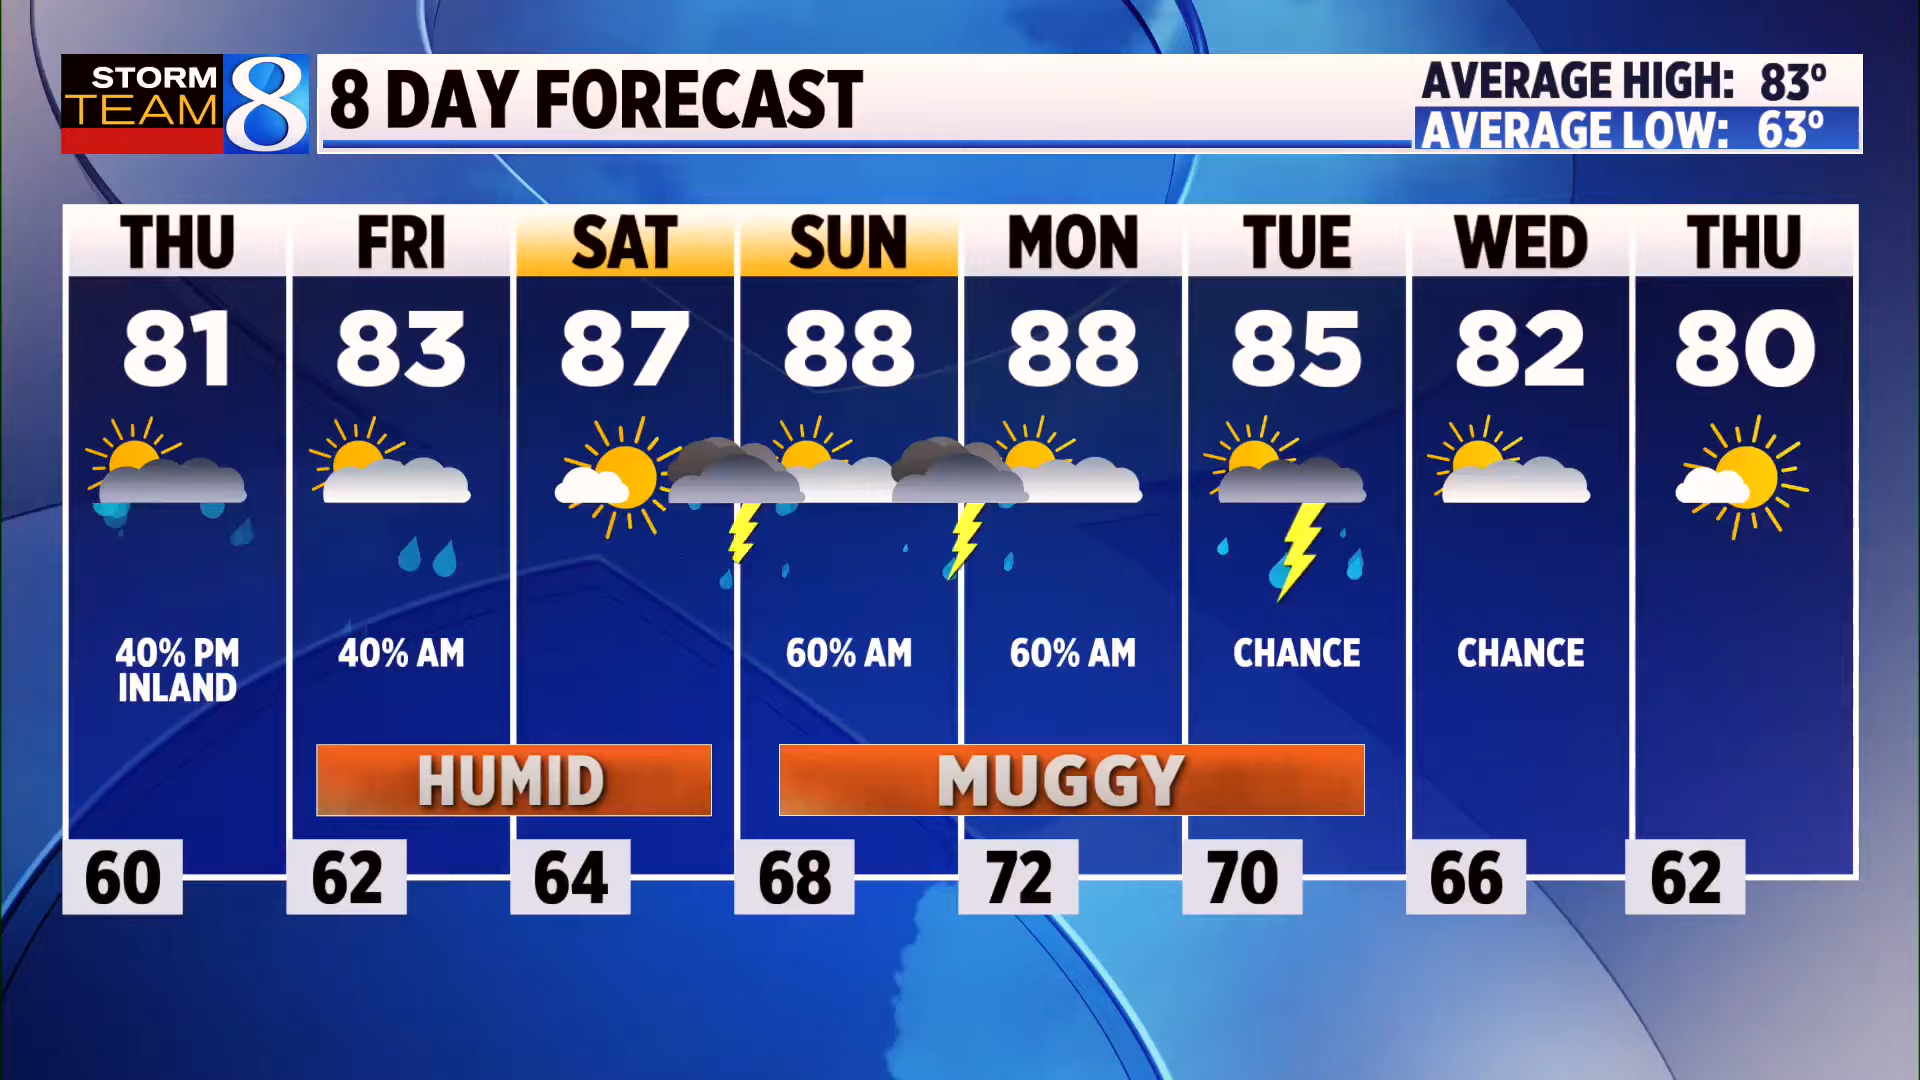 STORM
TEAM 8
8 DAY FORECAST
AVERAGE HIGH: 83º
AVERAGE LOW: 63º
THU FRI SAT SUN MON TUE WED THU
81 83 87 88 88 85 82 80
40% PM 40% AM 60% AM 60% AM CHANCE CHANCE
INLAND
HUMID MUGGY
60 62 64 68 72 70 66 62